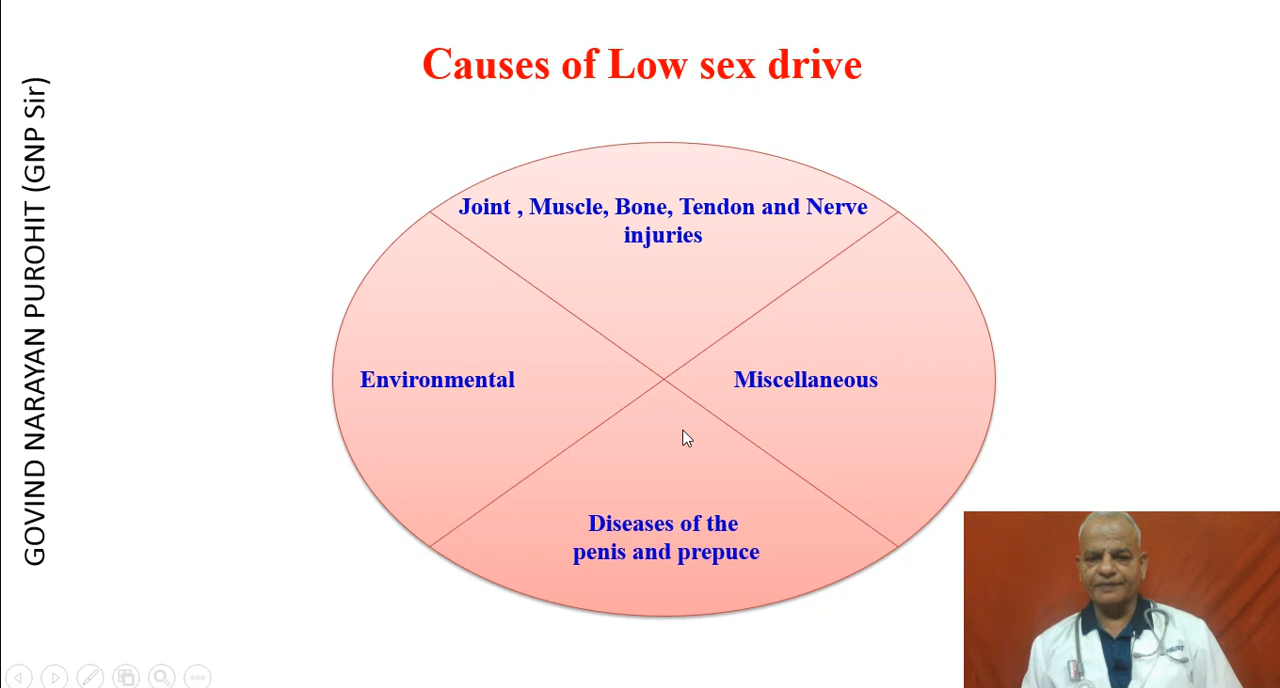 Causes of Low sex drive
GOVIND NARAYAN PUROHIT (GNP Sir)
Joint , Muscle, Bone, Tendon and Nerve
injuries
Environmental
Miscellaneous
Diseases of the
penis and prepuce